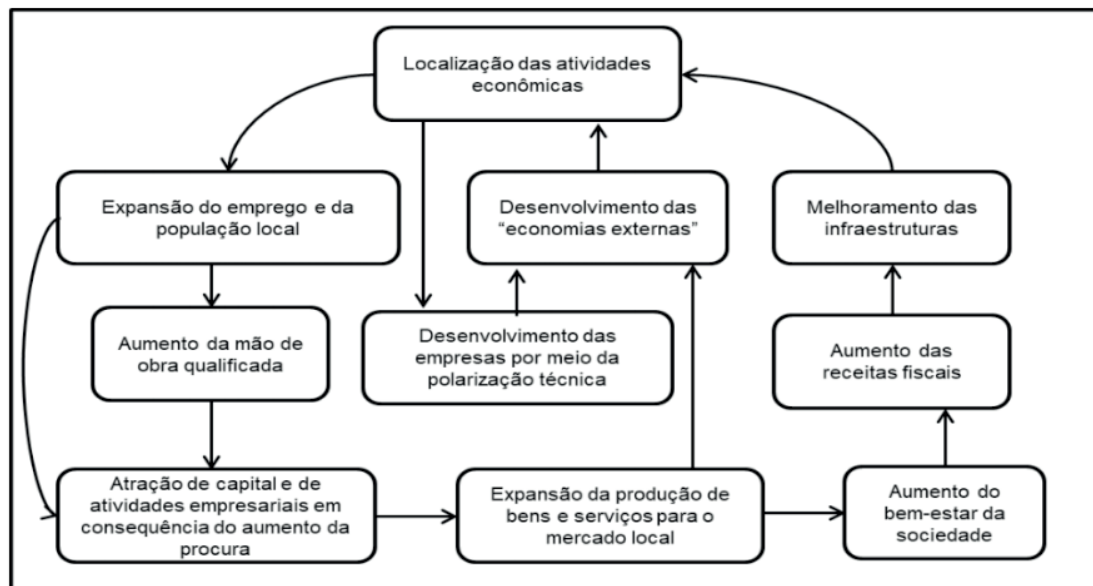 Localização das atividades
econômicas
Expansão do emprego e da
população local
Desenvolvimento das
“economias externas”
Melhoramento das
infraestruturas
Aumento da mão de
obra qualificada
Desenvolvimento das
empresas por meio da
polarização técnica
Aumento das
receitas fiscais
Atração de capital e de
atividades empresariais em
consequência do aumento da
procura
Expansão da produção de
bens e serviços para o
mercado local
Aumento do
bem-estar da
sociedade